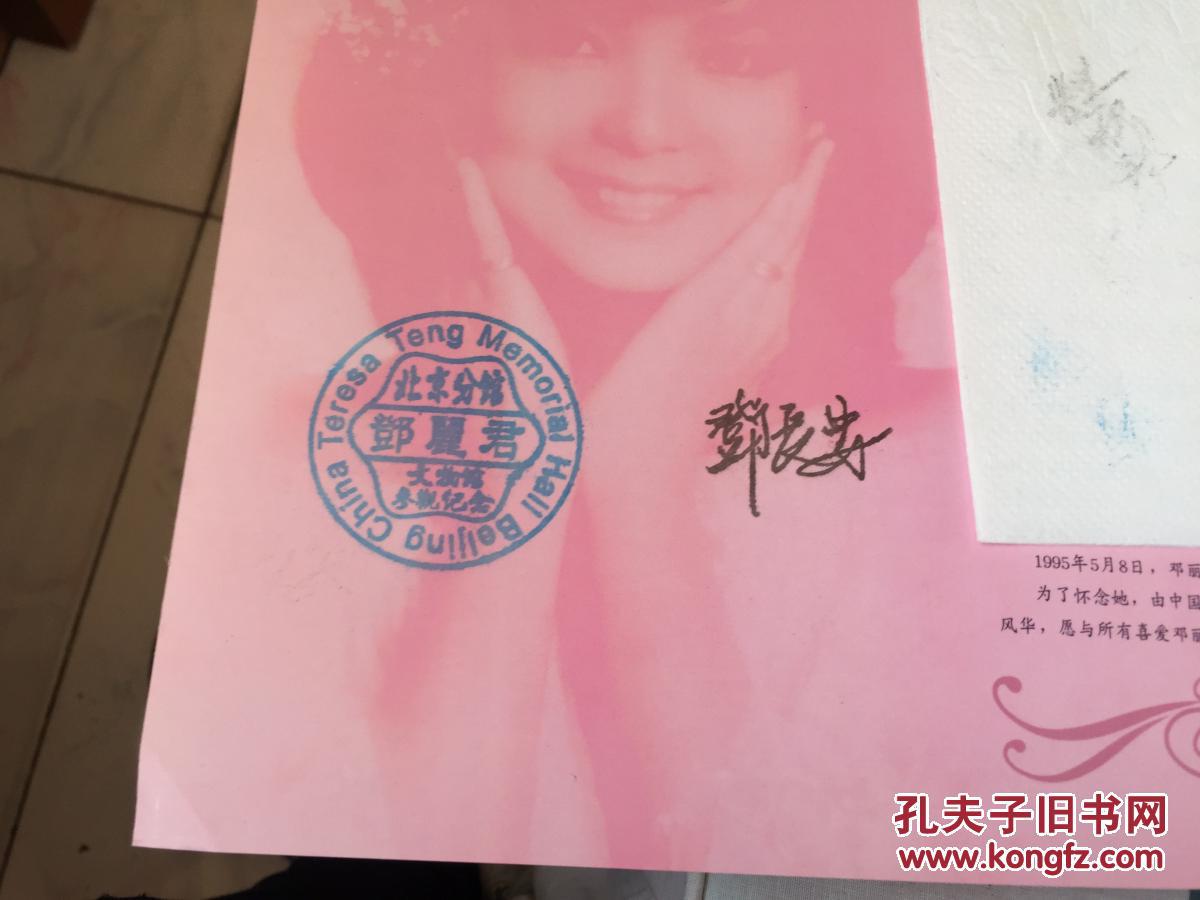 China Teresa Teng Memorial Hall Beijing
北京分馆
鄧麗君
文物馆
参观纪念
鄧長安
1995年5月8日，邓丽
为了怀念她，由中国
风华，愿与所有喜爱邓丽
孔夫子旧书网
www.kongfz.com